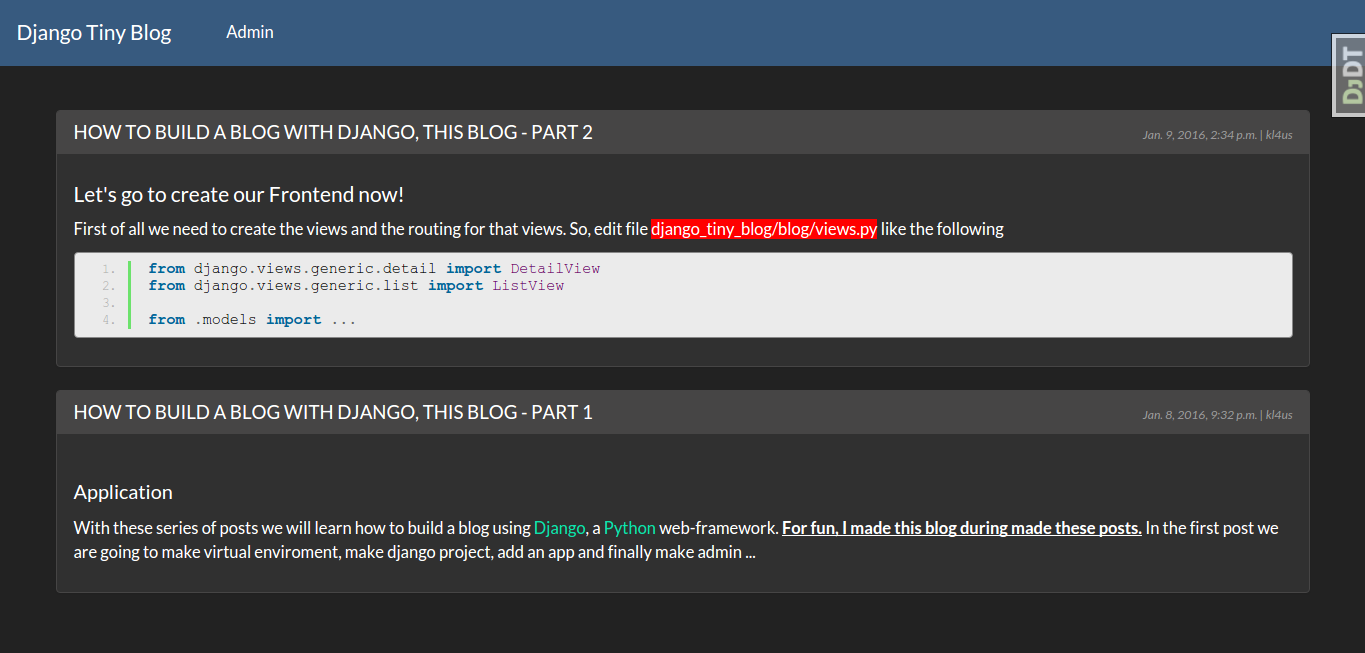 Django Tiny Blog Admin
DJDT
HOW TO BUILD A BLOG WITH DJANGO, THIS BLOG - PART 2 Jan. 9, 2016, 2:34 p.m. | kl4us
Let's go to create our Frontend now!
First of all we need to create the views and the routing for that views. So, edit file django_tiny_blog/blog/views.py like the following
1. from django.views.generic.detail import DetailView
2. from django.views.generic.list import ListView
3.
4. from .models import ...
HOW TO BUILD A BLOG WITH DJANGO, THIS BLOG - PART 1 Jan. 8, 2016, 9:32 p.m. | kl4us
Application
With these series of posts we will learn how to build a blog using Django, a Python web-framework. For fun, I made this blog during made these posts. In the first post we
are going to make virtual enviroment, make django project, add an app and finally make admin ...